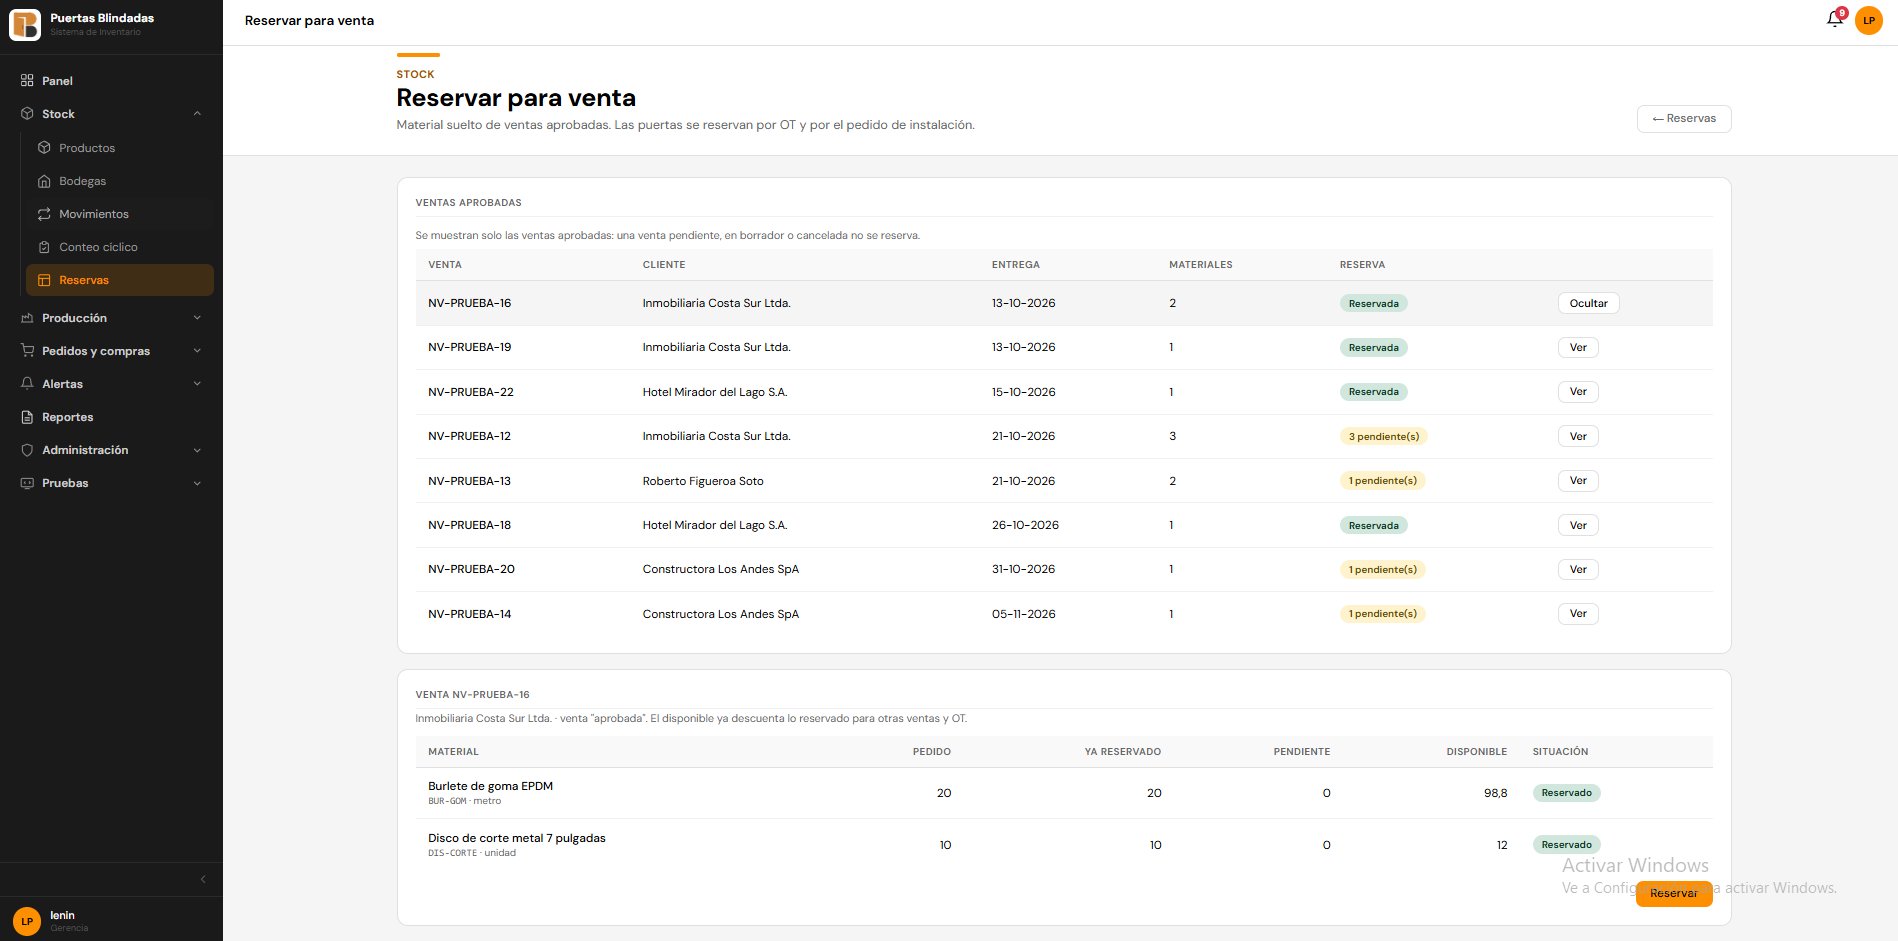 Puertas Blindadas
Sistema de Inventario
Panel
Stock
Productos
Bodegas
Movimientos
Conteo cíclico
Reservas
Producción
Pedidos y compras
Alertas
Reportes
Administración
Pruebas
LP
lenin
Gerencia
Reservar para venta
9
LP
STOCK
Reservar para venta
Material suelto de ventas aprobadas. Las puertas se reservan por OT y por el pedido de instalación.
← Reservas
VENTAS APROBADAS
Se muestran solo las ventas aprobadas: una venta pendiente, en borrador o cancelada no se reserva.
VENTA CLIENTE ENTREGA MATERIALES RESERVA
NV-PRUEBA-16 Inmobiliaria Costa Sur Ltda. 13-10-2026 2 Reservada Ocultar
NV-PRUEBA-19 Inmobiliaria Costa Sur Ltda. 13-10-2026 1 Reservada Ver
NV-PRUEBA-22 Hotel Mirador del Lago S.A. 15-10-2026 1 Reservada Ver
NV-PRUEBA-12 Inmobiliaria Costa Sur Ltda. 21-10-2026 3 3 pendiente(s) Ver
NV-PRUEBA-13 Roberto Figueroa Soto 21-10-2026 2 1 pendiente(s) Ver
NV-PRUEBA-18 Hotel Mirador del Lago S.A. 26-10-2026 1 Reservada Ver
NV-PRUEBA-20 Constructora Los Andes SpA 31-10-2026 1 1 pendiente(s) Ver
NV-PRUEBA-14 Constructora Los Andes SpA 05-11-2026 1 1 pendiente(s) Ver
VENTA NV-PRUEBA-16
Inmobiliaria Costa Sur Ltda. · venta "aprobada". El disponible ya descuenta lo reservado para otras ventas y OT.
MATERIAL PEDIDO YA RESERVADO PENDIENTE DISPONIBLE SITUACIÓN
Burlete de goma EPDM 20 20 0 98,8 Reservado
BUR-GOM · metro
Disco de corte metal 7 pulgadas 10 10 0 12 Reservado
DIS-CORTE · unidad
Activar Windows
Ve a Config a activar Windows.
Reservar